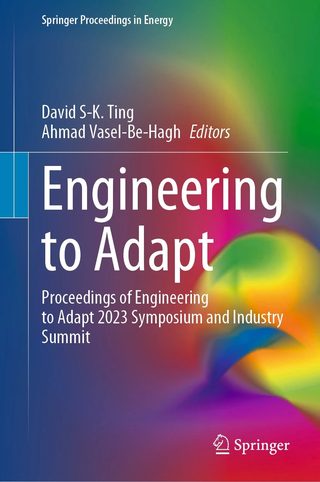 Springer Proceedings in Energy
David S-K. Ting
Ahmad Vasel-Be-Hagh Editors
Engineering
to Adapt
Proceedings of Engineering
to Adapt 2023 Symposium and Industry
Summit
Springer